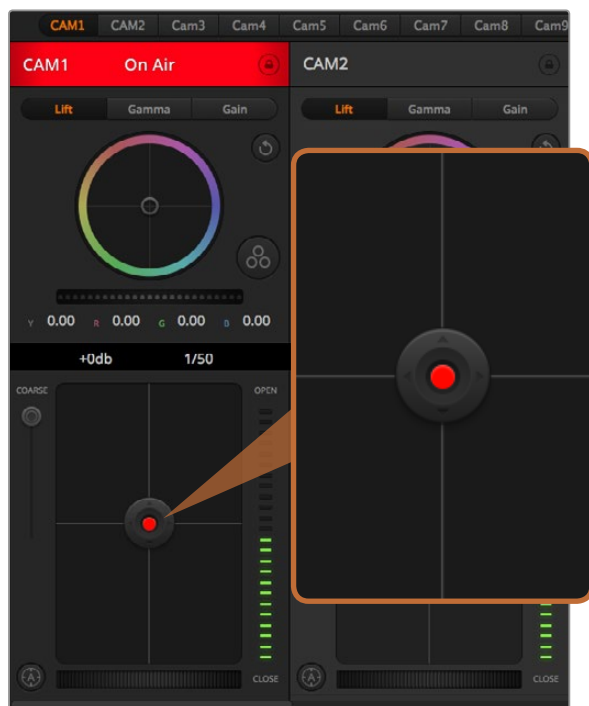 CAM1 CAM2 Cam3 Cam4 Cam5 Cam6 Cam7 Cam8 Cam9
CAM1 On Air
CAM2
Lift Gamma Gain
Lift Gamma Gain
Y 0.00 R 0.00 G 0.00 B 0.00
+0db 1/50
COARSE
OPEN
A
CLOSE
A
CLOSE